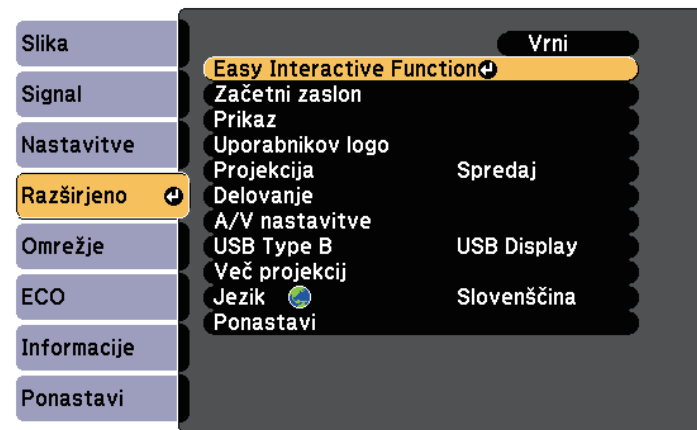 Slika
Signal
Nastavitve
Razširjeno
Omrežje
ECO
Informacije
Ponastavi
Vrni
Easy Interactive Function
Začetni zaslon
Prikaz
Uporabnikov logo
Projekcija Spredaj
Delovanje
A/V nastavitve
USB Type B USB Display
Več projekcij
Jezik Slovenščina
Ponastavi